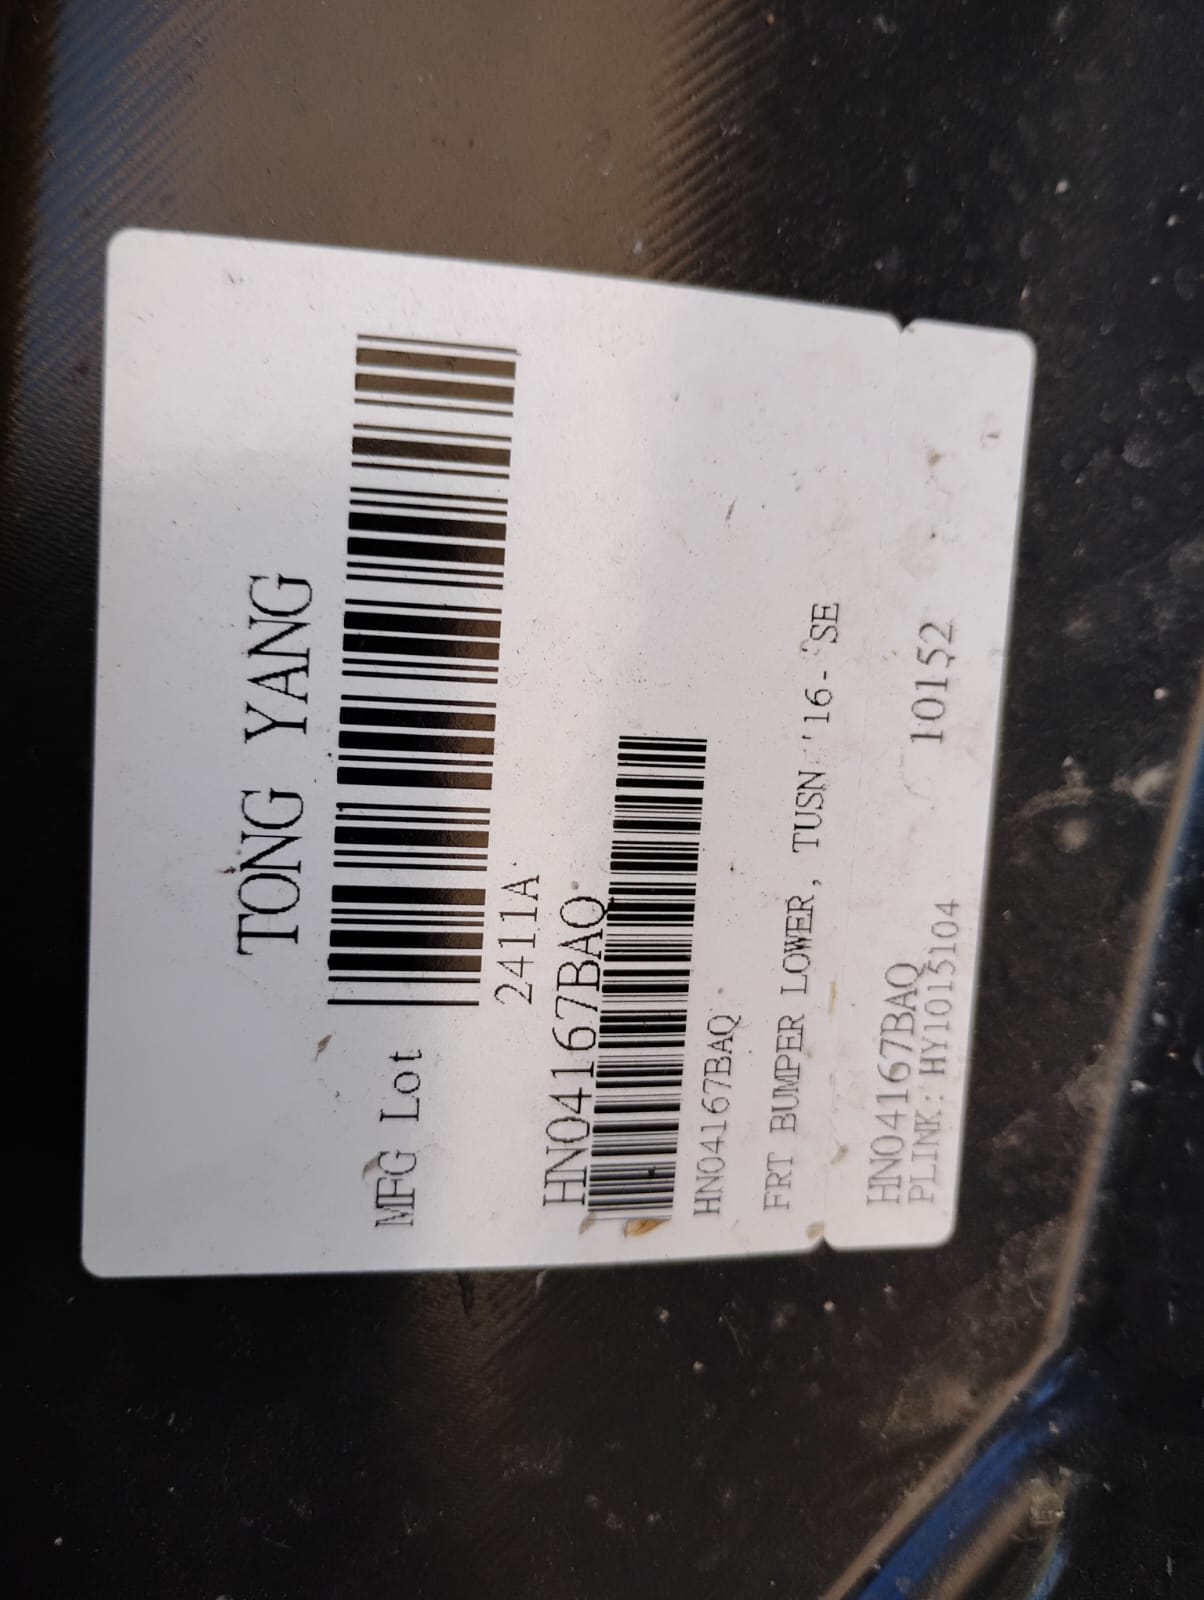 TONG YANG
MFG Lot
2411A
HN04167BAQ
HN04167BAQ
FRT BUMPER LOWER, TUSN '16- SE
HN04167BAQ 10152
PLINK: HY1015104